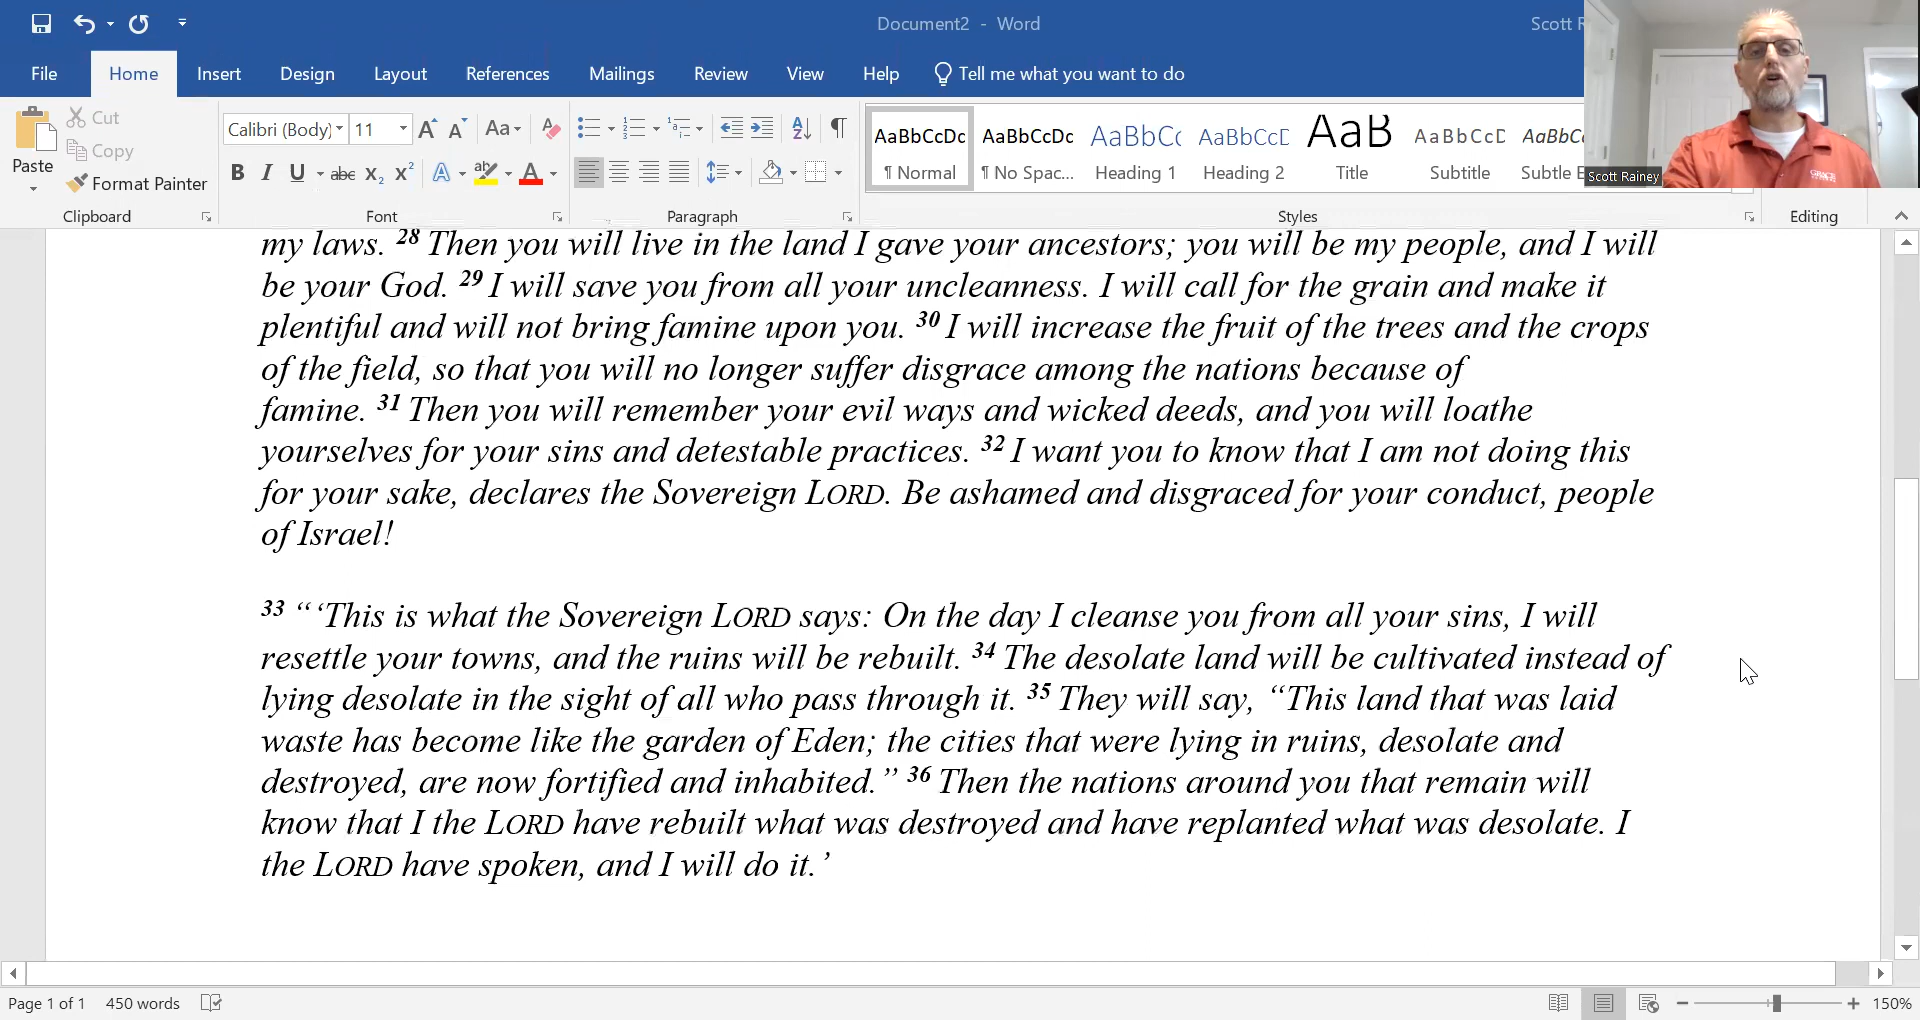 Document2 - Word
Scott R
File Home Insert Design Layout References Mailings Review View Help Tell me what you want to do
Paste
Cut
Copy
Format Painter
Clipboard
Calibri (Body) 11
Aa
B I U abc X₂ X² A ab A
Font
Paragraph
AaBbCcDc AaBbCcDc AaBbCc AaBbCcD AaB AaBbCcD AaBbCc
¶ Normal ¶ No Spac... Heading 1 Heading 2 Title Subtitle Subtle E
Styles
Editing
Scott Rainey
GRACE
my laws. 28 Then you will live in the land I gave your ancestors; you will be my people, and I will
be your God. 29 I will save you from all your uncleanness. I will call for the grain and make it
plentiful and will not bring famine upon you. 30 I will increase the fruit of the trees and the crops
of the field, so that you will no longer suffer disgrace among the nations because of
famine. 31 Then you will remember your evil ways and wicked deeds, and you will loathe
yourselves for your sins and detestable practices. 32 I want you to know that I am not doing this
for your sake, declares the Sovereign LORD. Be ashamed and disgraced for your conduct, people
of Israel!
33 “‘This is what the Sovereign LORD says: On the day I cleanse you from all your sins, I will
resettle your towns, and the ruins will be rebuilt. 34 The desolate land will be cultivated instead of
lying desolate in the sight of all who pass through it. 35 They will say, “This land that was laid
waste has become like the garden of Eden; the cities that were lying in ruins, desolate and
destroyed, are now fortified and inhabited.” 36 Then the nations around you that remain will
know that I the LORD have rebuilt what was destroyed and have replanted what was desolate. I
the LORD have spoken, and I will do it.’
Page 1 of 1 450 words
150%